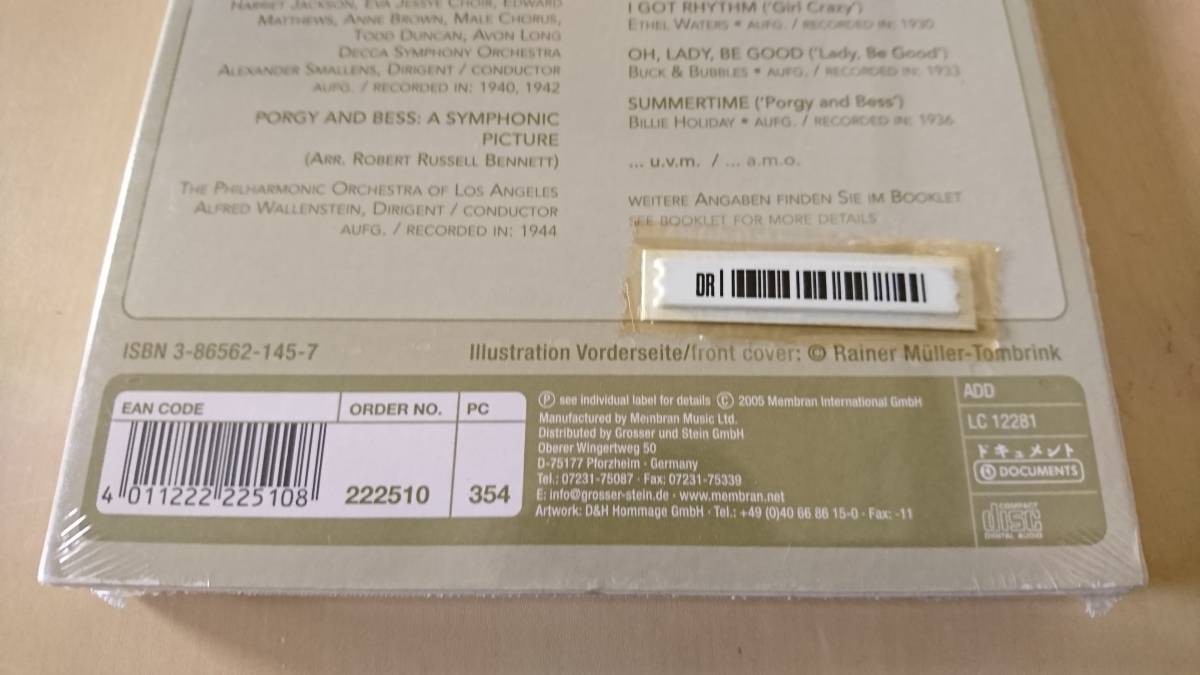 HARRIET JACKSON, EVA JESSYE CHOIR, EDWARD
MATTHEWS, ANNE BROWN, MALE CHORUS,
TODD DUNCAN, AVON LONG
DECCA SYMPHONY ORCHESTRA
ALEXANDER SMALLENS, DIRIGENT / CONDUCTOR
AUFG. / RECORDED IN: 1940, 1942
PORGY AND BESS: A SYMPHONIC
PICTURE
(ARR. ROBERT RUSSELL BENNETT)
THE PHILHARMONIC ORCHESTRA OF LOS ANGELES
ALFRED WALLENSTEIN, DIRIGENT / CONDUCTOR
AUFG. / RECORDED IN: 1944
I GOT RHYTHM ('Girl Crazy')
ETHEL WATERS • AUFG. / RECORDED IN: 1930
OH, LADY, BE GOOD ('Lady, Be Good')
BUCK & BUBBLES • AUFG. / RECORDED IN: 1933
SUMMERTIME ('Porgy and Bess')
BILLIE HOLIDAY • AUFG. / RECORDED IN: 1936
... u.v.m. / ... a.m.o.
WEITERE ANGABEN FINDEN SIE IM BOOKLET
SEE BOOKLET FOR MORE DETAILS
DR
ISBN 3-86562-145-7
Illustration Vorderseite/front cover: © Rainer Müller-Tombrink
EAN CODE
4 011222 225108
ORDER NO.
222510
PC
354
Ⓟ see individual label for details Ⓒ 2005 Membran International GmbH
Manufactured by Membran Music Ltd.
Distributed by Grosser und Stein GmbH
Oberer Wingertweg 50
D-75177 Pforzheim · Germany
Tel.: 07231-75087 · Fax: 07231-75339
E: info@grosser-stein.de · www.membran.net
Artwork: D&H Hommage GmbH · Tel.: +49 (0)40 66 86 15-0 · Fax: -11
ADD
LC 12281
ドキュメント
DOCUMENTS
COMPACT
disc
DIGITAL AUDIO